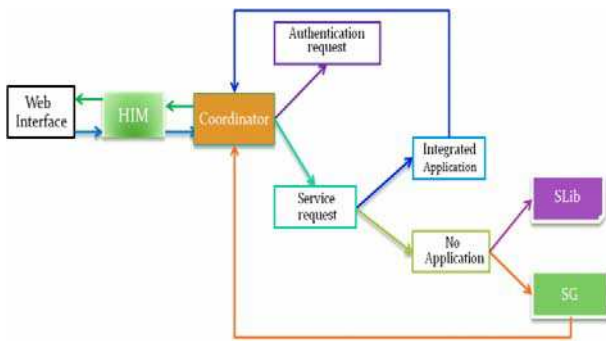 Authentication
request
Web
Interface
HIM
Coordinator
Integrated
Application
Service
request
SLib
No
Application
SG